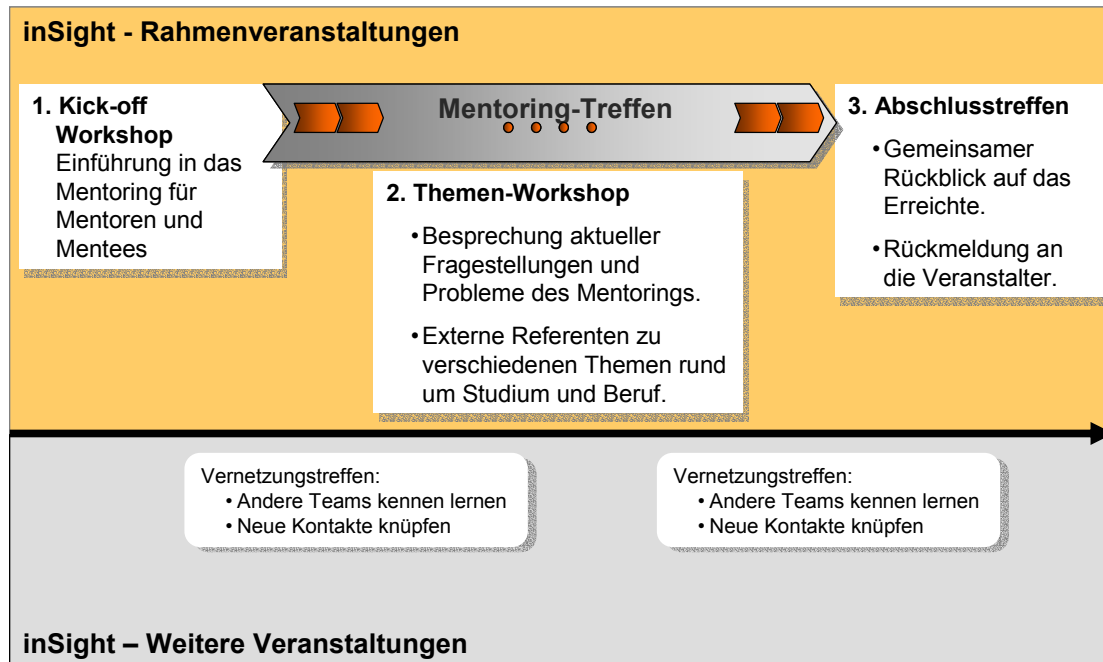 inSight - Rahmenveranstaltungen
1. Kick-off
Workshop
Einführung in das
Mentoring für
Mentoren und
Mentees
Mentoring-Treffen
2. Themen-Workshop
• Besprechung aktueller
Fragestellungen und
Probleme des Mentorings.
• Externe Referenten zu
verschiedenen Themen rund
um Studium und Beruf.
3. Abschlusstreffen
• Gemeinsamer
Rückblick auf das
Erreichte.
• Rückmeldung an
die Veranstalter.
Vernetzungstreffen:
• Andere Teams kennen lernen
• Neue Kontakte knüpfen
Vernetzungstreffen:
• Andere Teams kennen lernen
• Neue Kontakte knüpfen
inSight – Weitere Veranstaltungen